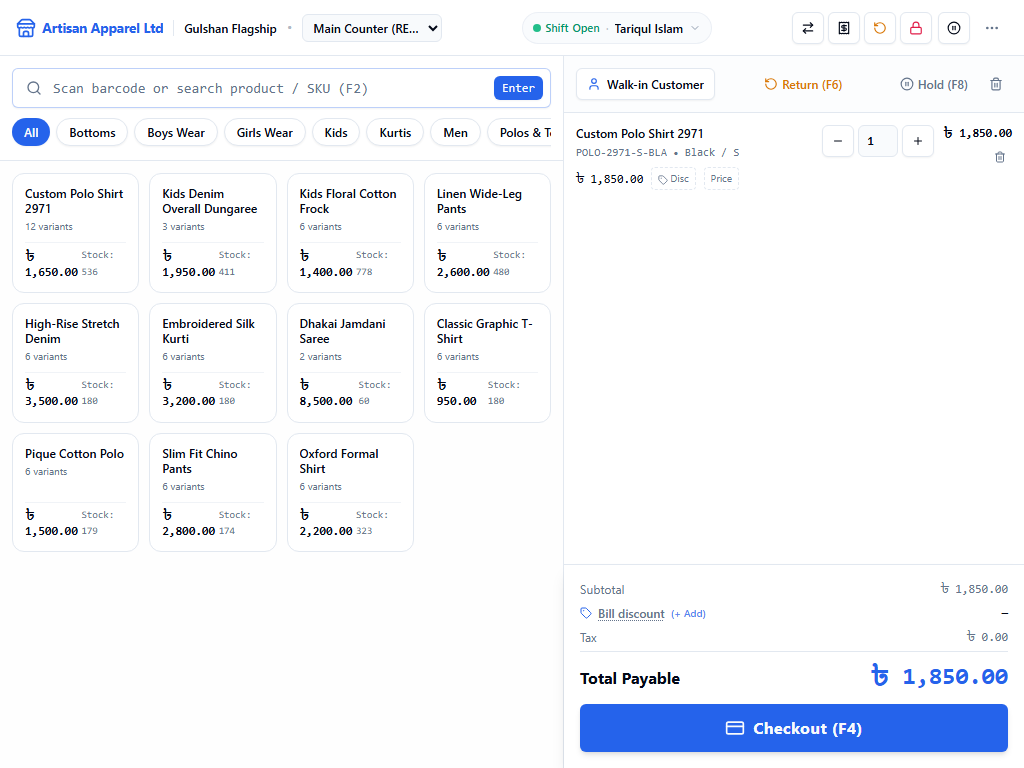 Artisan Apparel Ltd
Gulshan Flagship
Main Counter (RE...
Shift Open · Tariqul Islam
Scan barcode or search product / SKU (F2)
Enter
All
Bottoms
Boys Wear
Girls Wear
Kids
Kurtis
Men
Polos & T
Custom Polo Shirt
2971
12 variants
৳
1,650.00
Stock:
536
Kids Denim
Overall Dungaree
3 variants
৳
1,950.00
Stock:
411
Kids Floral Cotton
Frock
6 variants
৳
1,400.00
Stock:
778
Linen Wide-Leg
Pants
6 variants
৳
2,600.00
Stock:
480
High-Rise Stretch
Denim
6 variants
৳
3,500.00
Stock:
180
Embroidered Silk
Kurti
6 variants
৳
3,200.00
Stock:
180
Dhakai Jamdani
Saree
2 variants
৳
8,500.00
Stock:
60
Classic Graphic T-
Shirt
6 variants
৳
950.00
Stock:
180
Pique Cotton Polo
6 variants
৳
1,500.00
Stock:
179
Slim Fit Chino
Pants
6 variants
৳
2,800.00
Stock:
174
Oxford Formal
Shirt
6 variants
৳
2,200.00
Stock:
323
Walk-in Customer
Return (F6)
Hold (F8)
Custom Polo Shirt 2971
POLO-2971-S-BLA • Black / S
৳ 1,850.00
Disc
Price
−
1
+
৳ 1,850.00
Subtotal
৳ 1,850.00
Bill discount (+ Add)
–
Tax
৳ 0.00
Total Payable
৳ 1,850.00
Checkout (F4)